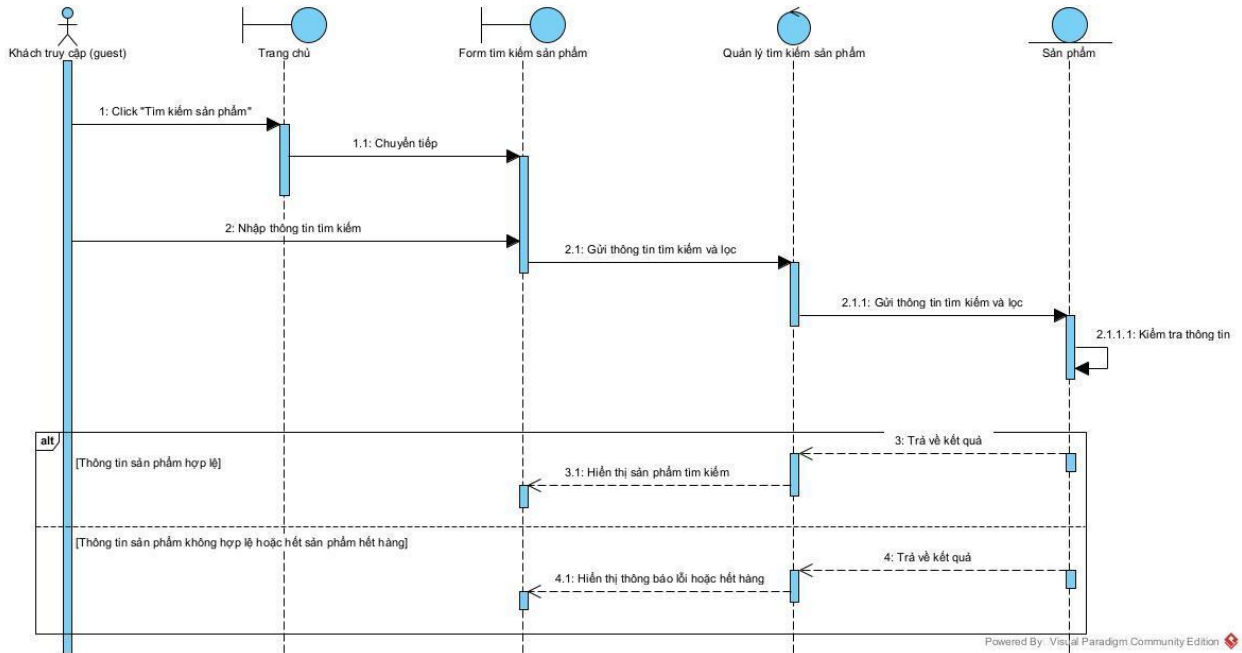 Khách truy cập (guest)
Trang chủ
Form tìm kiếm sản phẩm
Quản lý tìm kiếm sản phẩm
Sản phẩm
1: Click "Tìm kiếm sản phẩm"
1.1: Chuyển tiếp
2: Nhập thông tin tìm kiếm
2.1: Gửi thông tin tìm kiếm và lọc
2.1.1: Gửi thông tin tìm kiếm và lọc
2.1.1.1: Kiểm tra thông tin
alt
[Thông tin sản phẩm hợp lệ]
3: Trả về kết quả
3.1: Hiển thị sản phẩm tìm kiếm
[Thông tin sản phẩm không hợp lệ hoặc hết sản phẩm hết hàng]
4: Trả về kết quả
4.1: Hiển thị thông báo lỗi hoặc hết hàng
Powered By: Visual Paradigm Community Edition